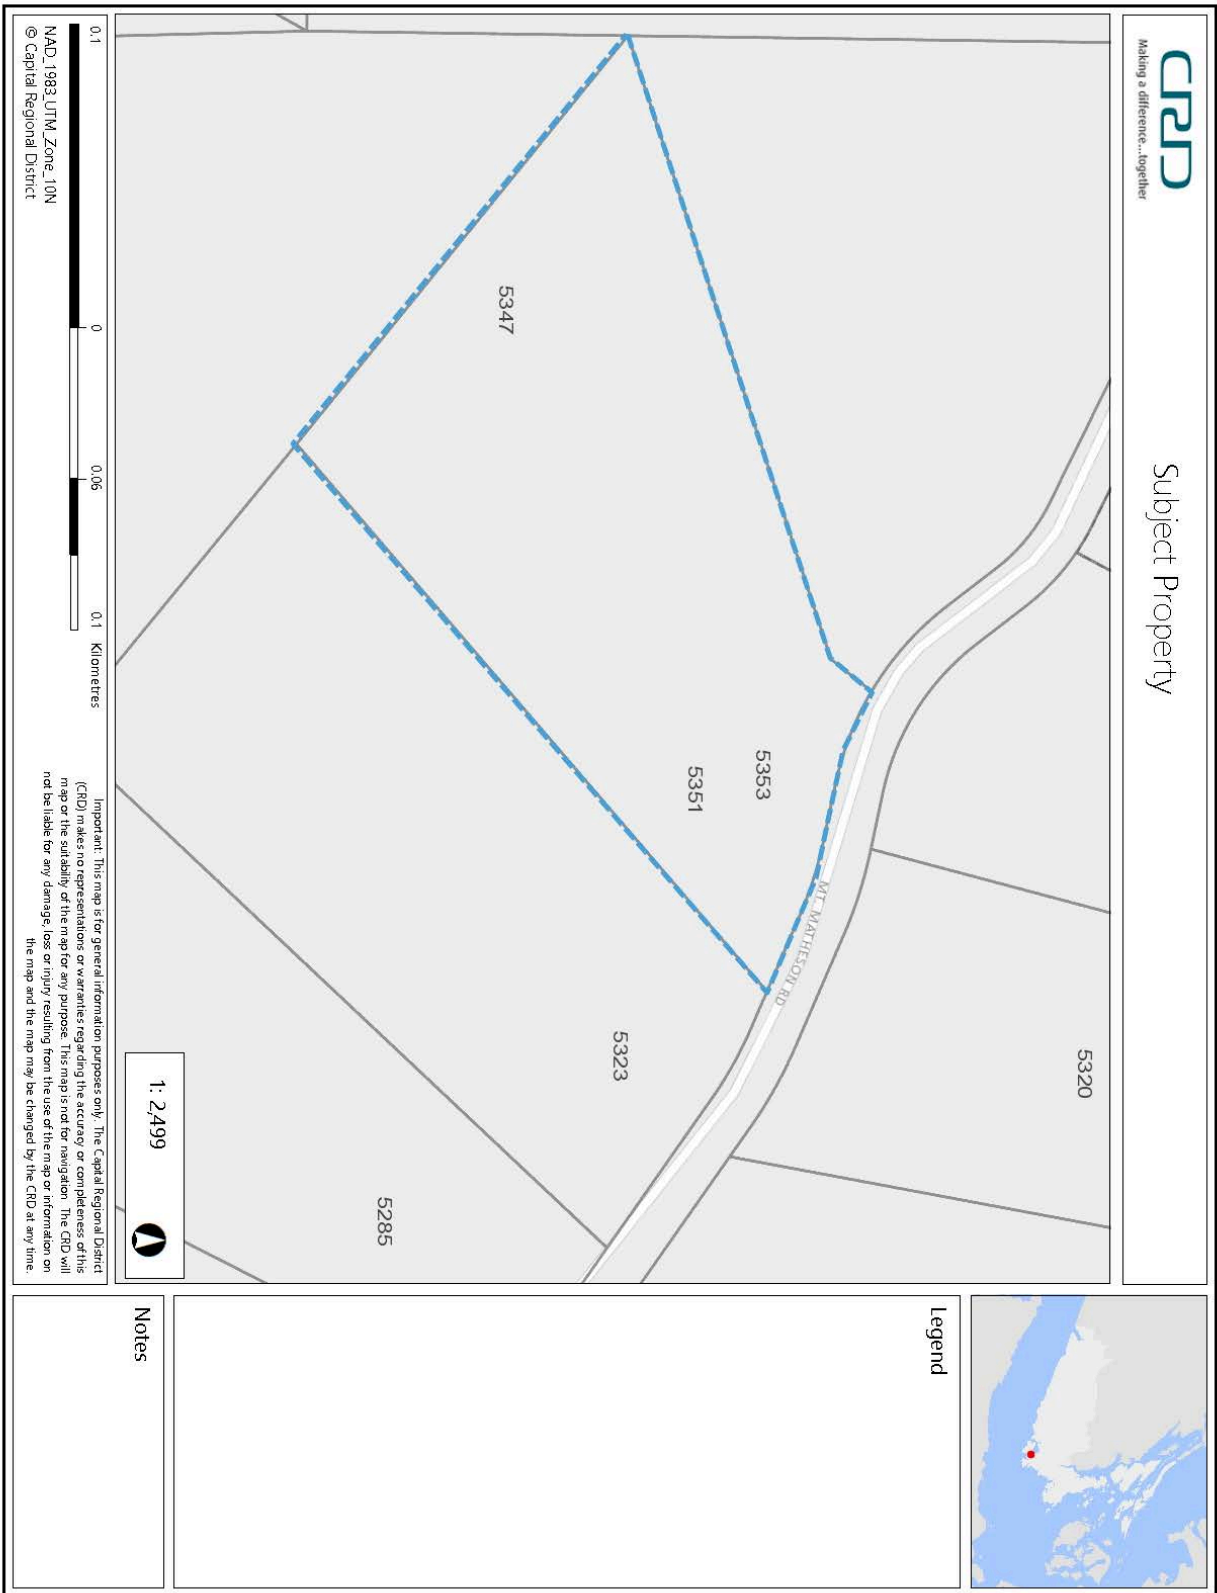 CRD
Making a difference...together
Subject Property
5320
5353
5351
5347
5323
5285
MT. MATHESON RD
1: 2,499
0.1
0
0.06
0.1 Kilometres
NAD_1983_UTM_Zone_10N
© Capital Regional District
Important: This map is for general information purposes only. The Capital Regional District
(CRD) makes no representations or warranties regarding the accuracy or completeness of this
map or the suitability of the map for any purpose. This map is not for navigation. The CRD will
not be liable for any damage, loss or injury resulting from the use of the map or information on
the map and the map may be changed by the CRD at any time.
Legend
Notes